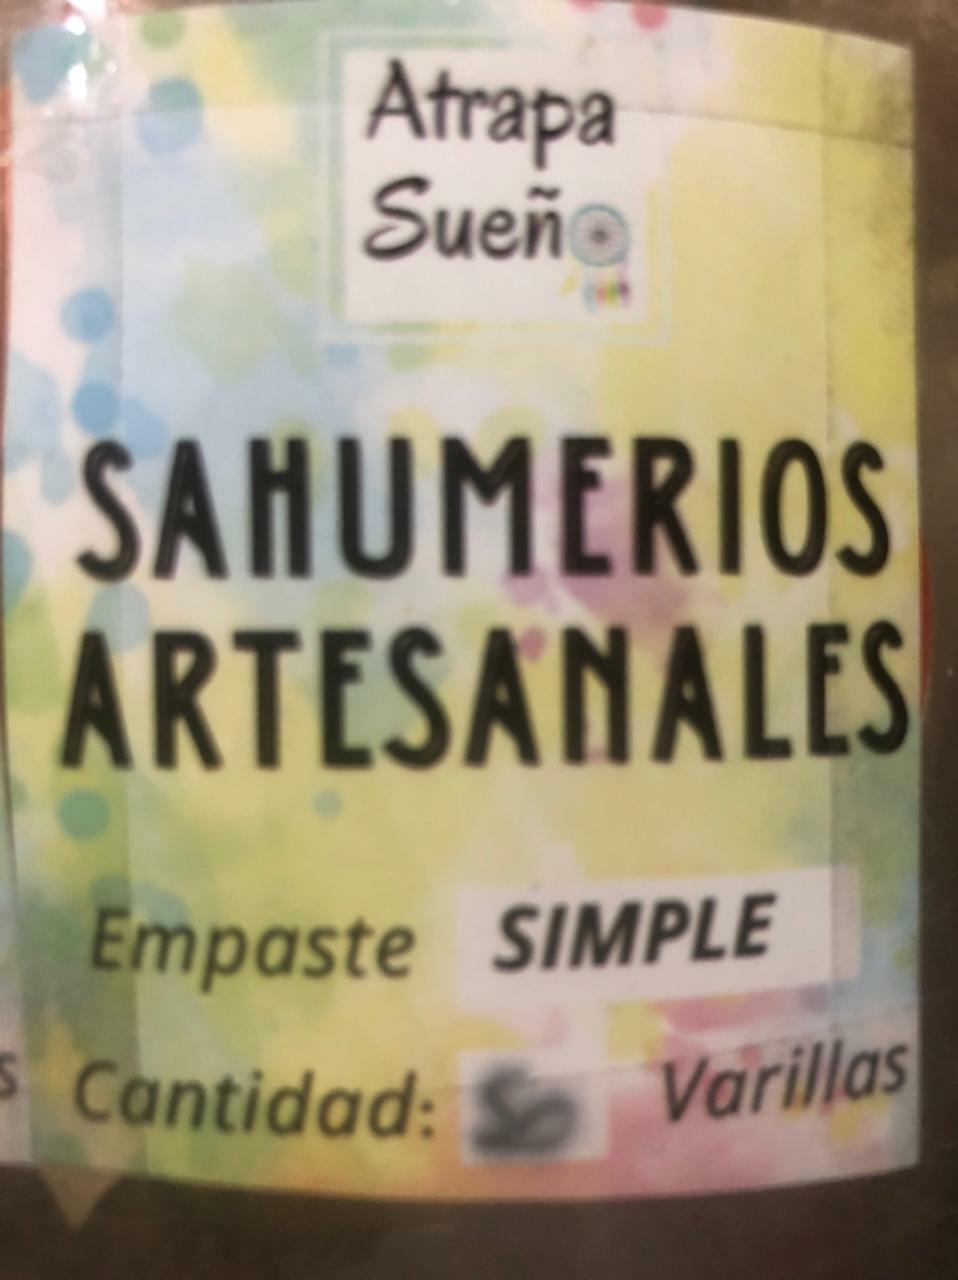 Atrapa
Sueño
SAHUMERIOS
ARTESANALES
Empaste SIMPLE
Cantidad: Varillas